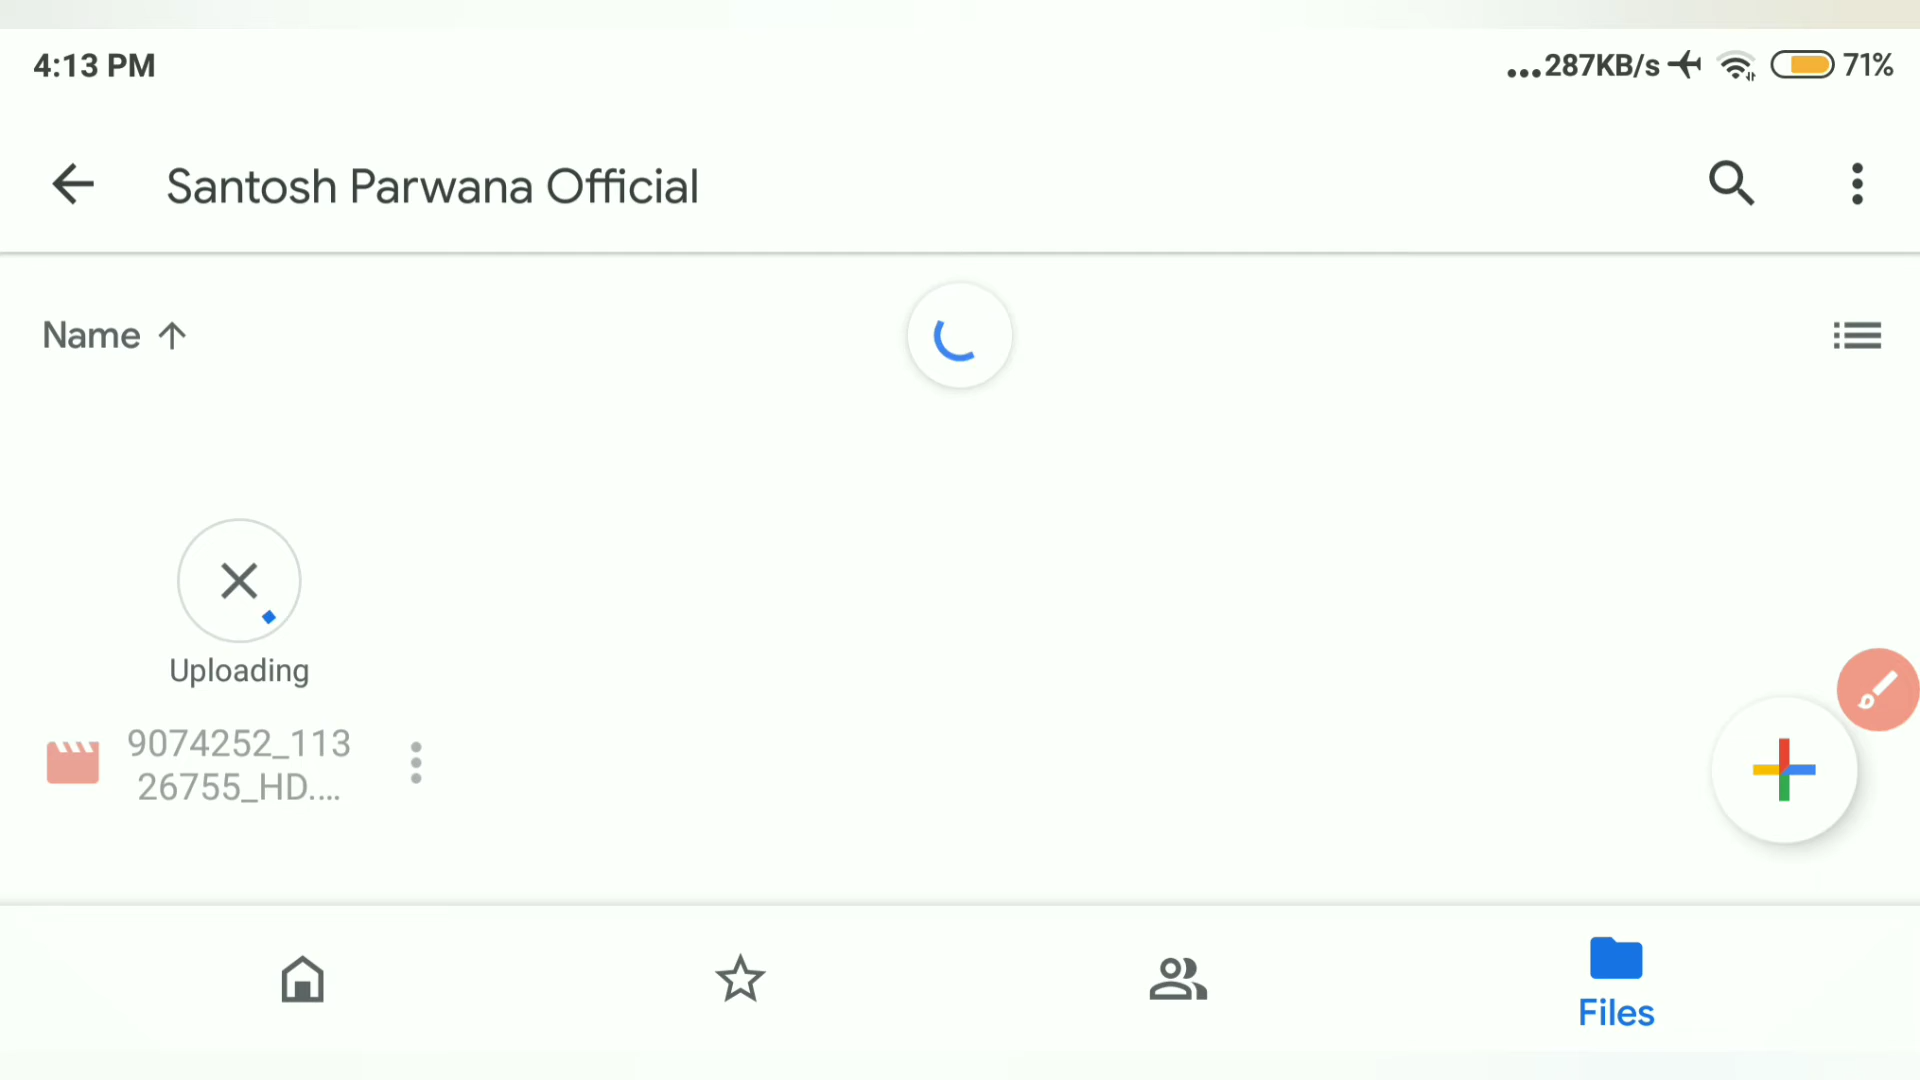 4:13 PM
...287KB/s
71%
Santosh Parwana Official
Name
Uploading
9074252_113
26755_HD....
Files